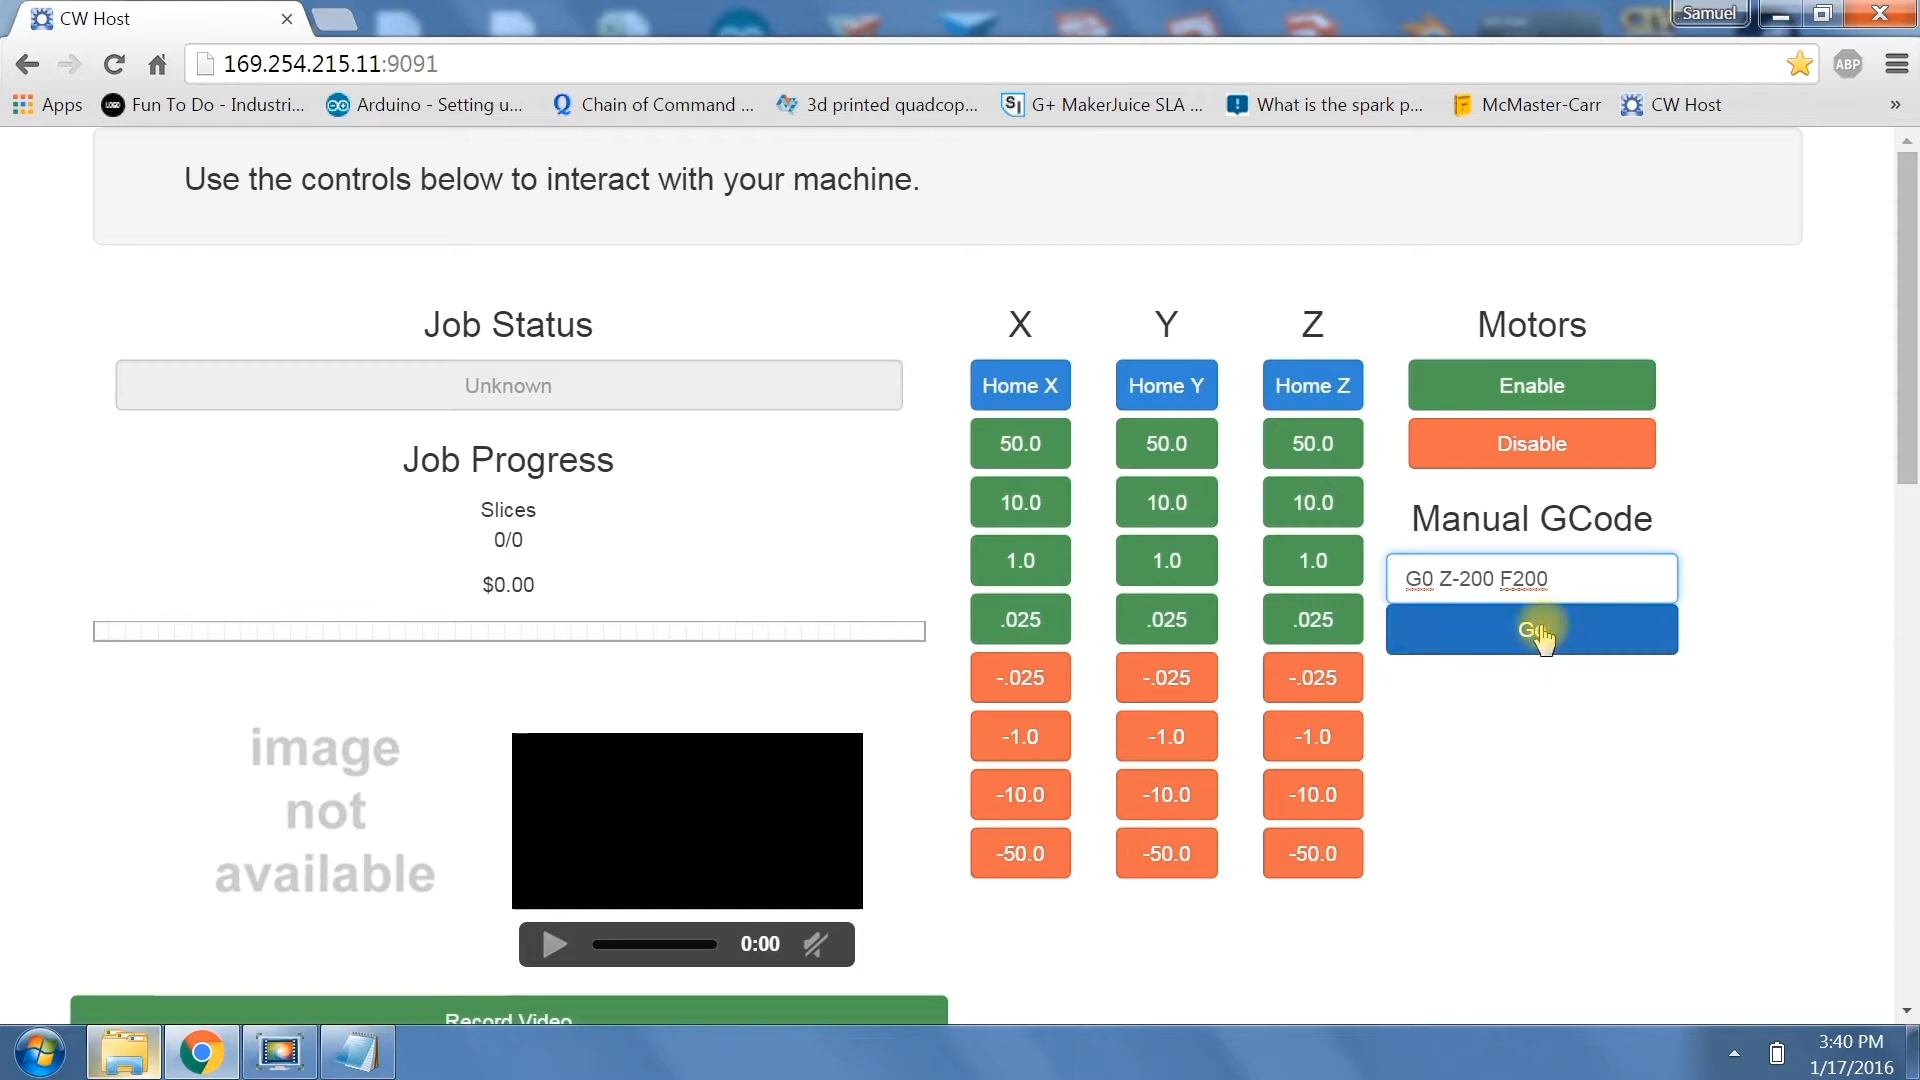 CW Host
Samuel
169.254.215.11:9091
ABP
Apps
Fun To Do - Industri...
Arduino - Setting u...
Chain of Command ...
3d printed quadcop...
G+ MakerJuice SLA ...
What is the spark p...
McMaster-Carr
CW Host
»
Use the controls below to interact with your machine.
Job Status
Unknown
Job Progress
Slices
0/0
$0.00
image
not
available
0:00
Record Video
X
Home X
50.0
10.0
1.0
.025
-.025
-1.0
-10.0
-50.0
Y
Home Y
50.0
10.0
1.0
.025
-.025
-1.0
-10.0
-50.0
Z
Home Z
50.0
10.0
1.0
.025
-.025
-1.0
-10.0
-50.0
Motors
Enable
Disable
Manual GCode
G0 Z-200 F200
3:40 PM
1/17/2016